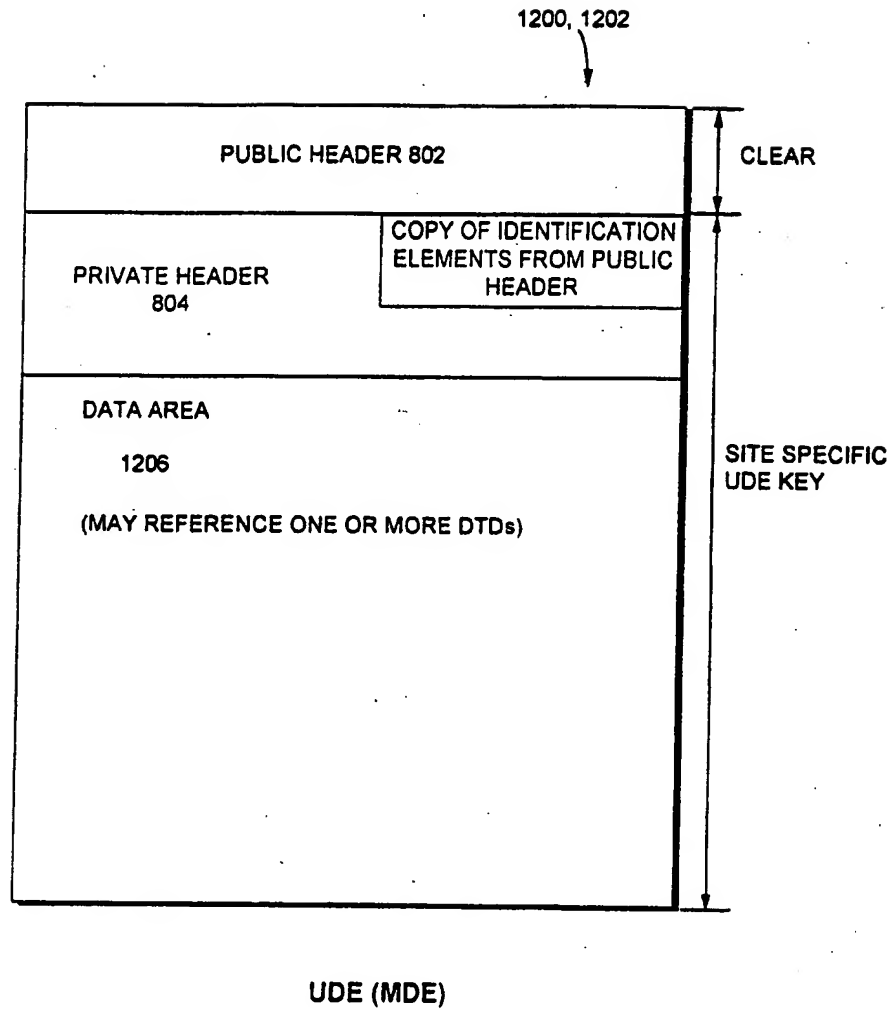 1200, 1202
PUBLIC HEADER 802
CLEAR
COPY OF IDENTIFICATION
ELEMENTS FROM PUBLIC
HEADER
PRIVATE HEADER
804
DATA AREA
1206
(MAY REFERENCE ONE OR MORE DTDs)
SITE SPECIFIC
UDE KEY
UDE (MDE)